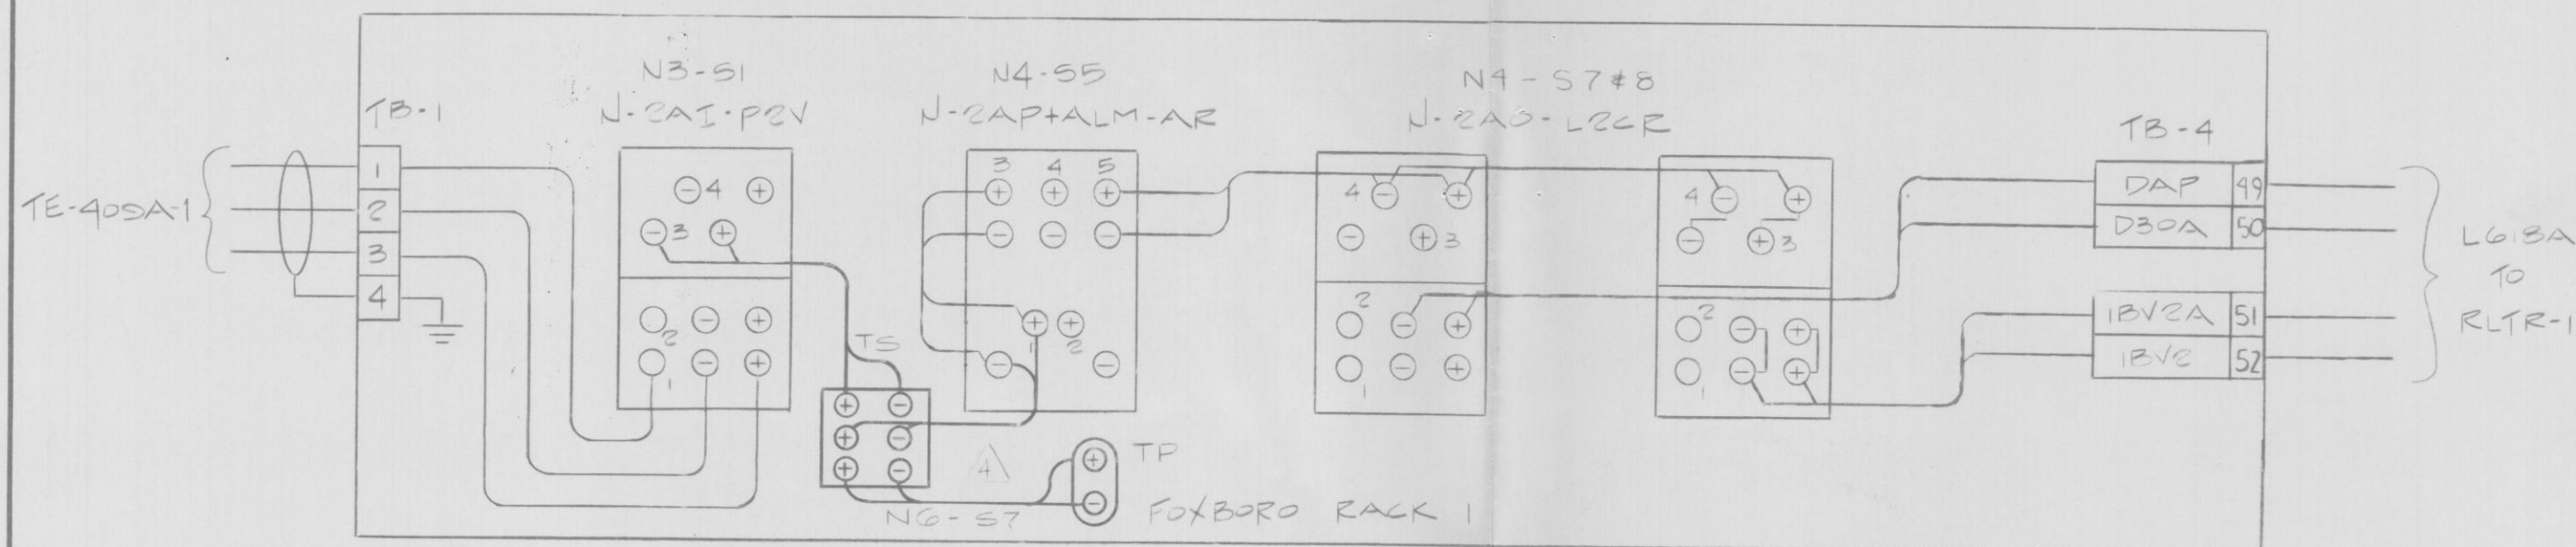 N3-S1
N-2AI-P2V
N4-S5
N-2AP+ALM-AR
N4-S7&8
N-2AO-L2CR
TB-1
TB-4
TE-409A-1
1
2
3
4
4 +
- 3 +
2
1
3 4 5
+ + +
- - -
+ +
1 2
- -
4 - +
- + 3
2 - +
- +
1
4 - +
- + 3
2 - +
- +
1
DAP 49
D30A 50
1BV2A 51
1BV2 52
L618A
TO
RLTR-1
TS
+ -
+ -
+ -
4
TP
+
-
N6-S7
FOXBORO RACK 1